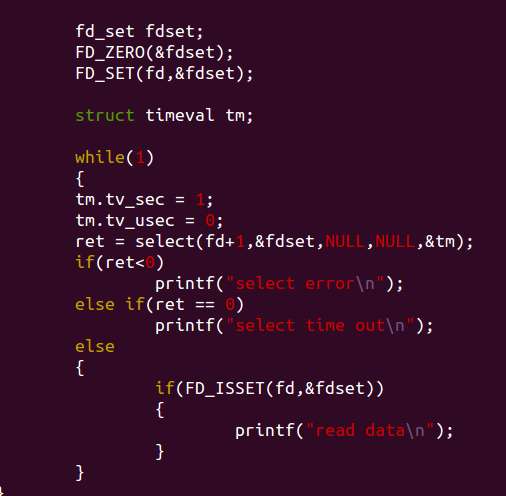 fd_set fdset;
FD_ZERO(&fdset);
FD_SET(fd,&fdset);
struct timeval tm;
while(1)
{
tm.tv_sec = 1;
tm.tv_usec = 0;
ret = select(fd+1,&fdset,NULL,NULL,&tm);
if(ret<0)
printf("select error\n");
else if(ret == 0)
printf("select time out\n");
else
{
if(FD_ISSET(fd,&fdset))
{
printf("read data\n");
}
}
}